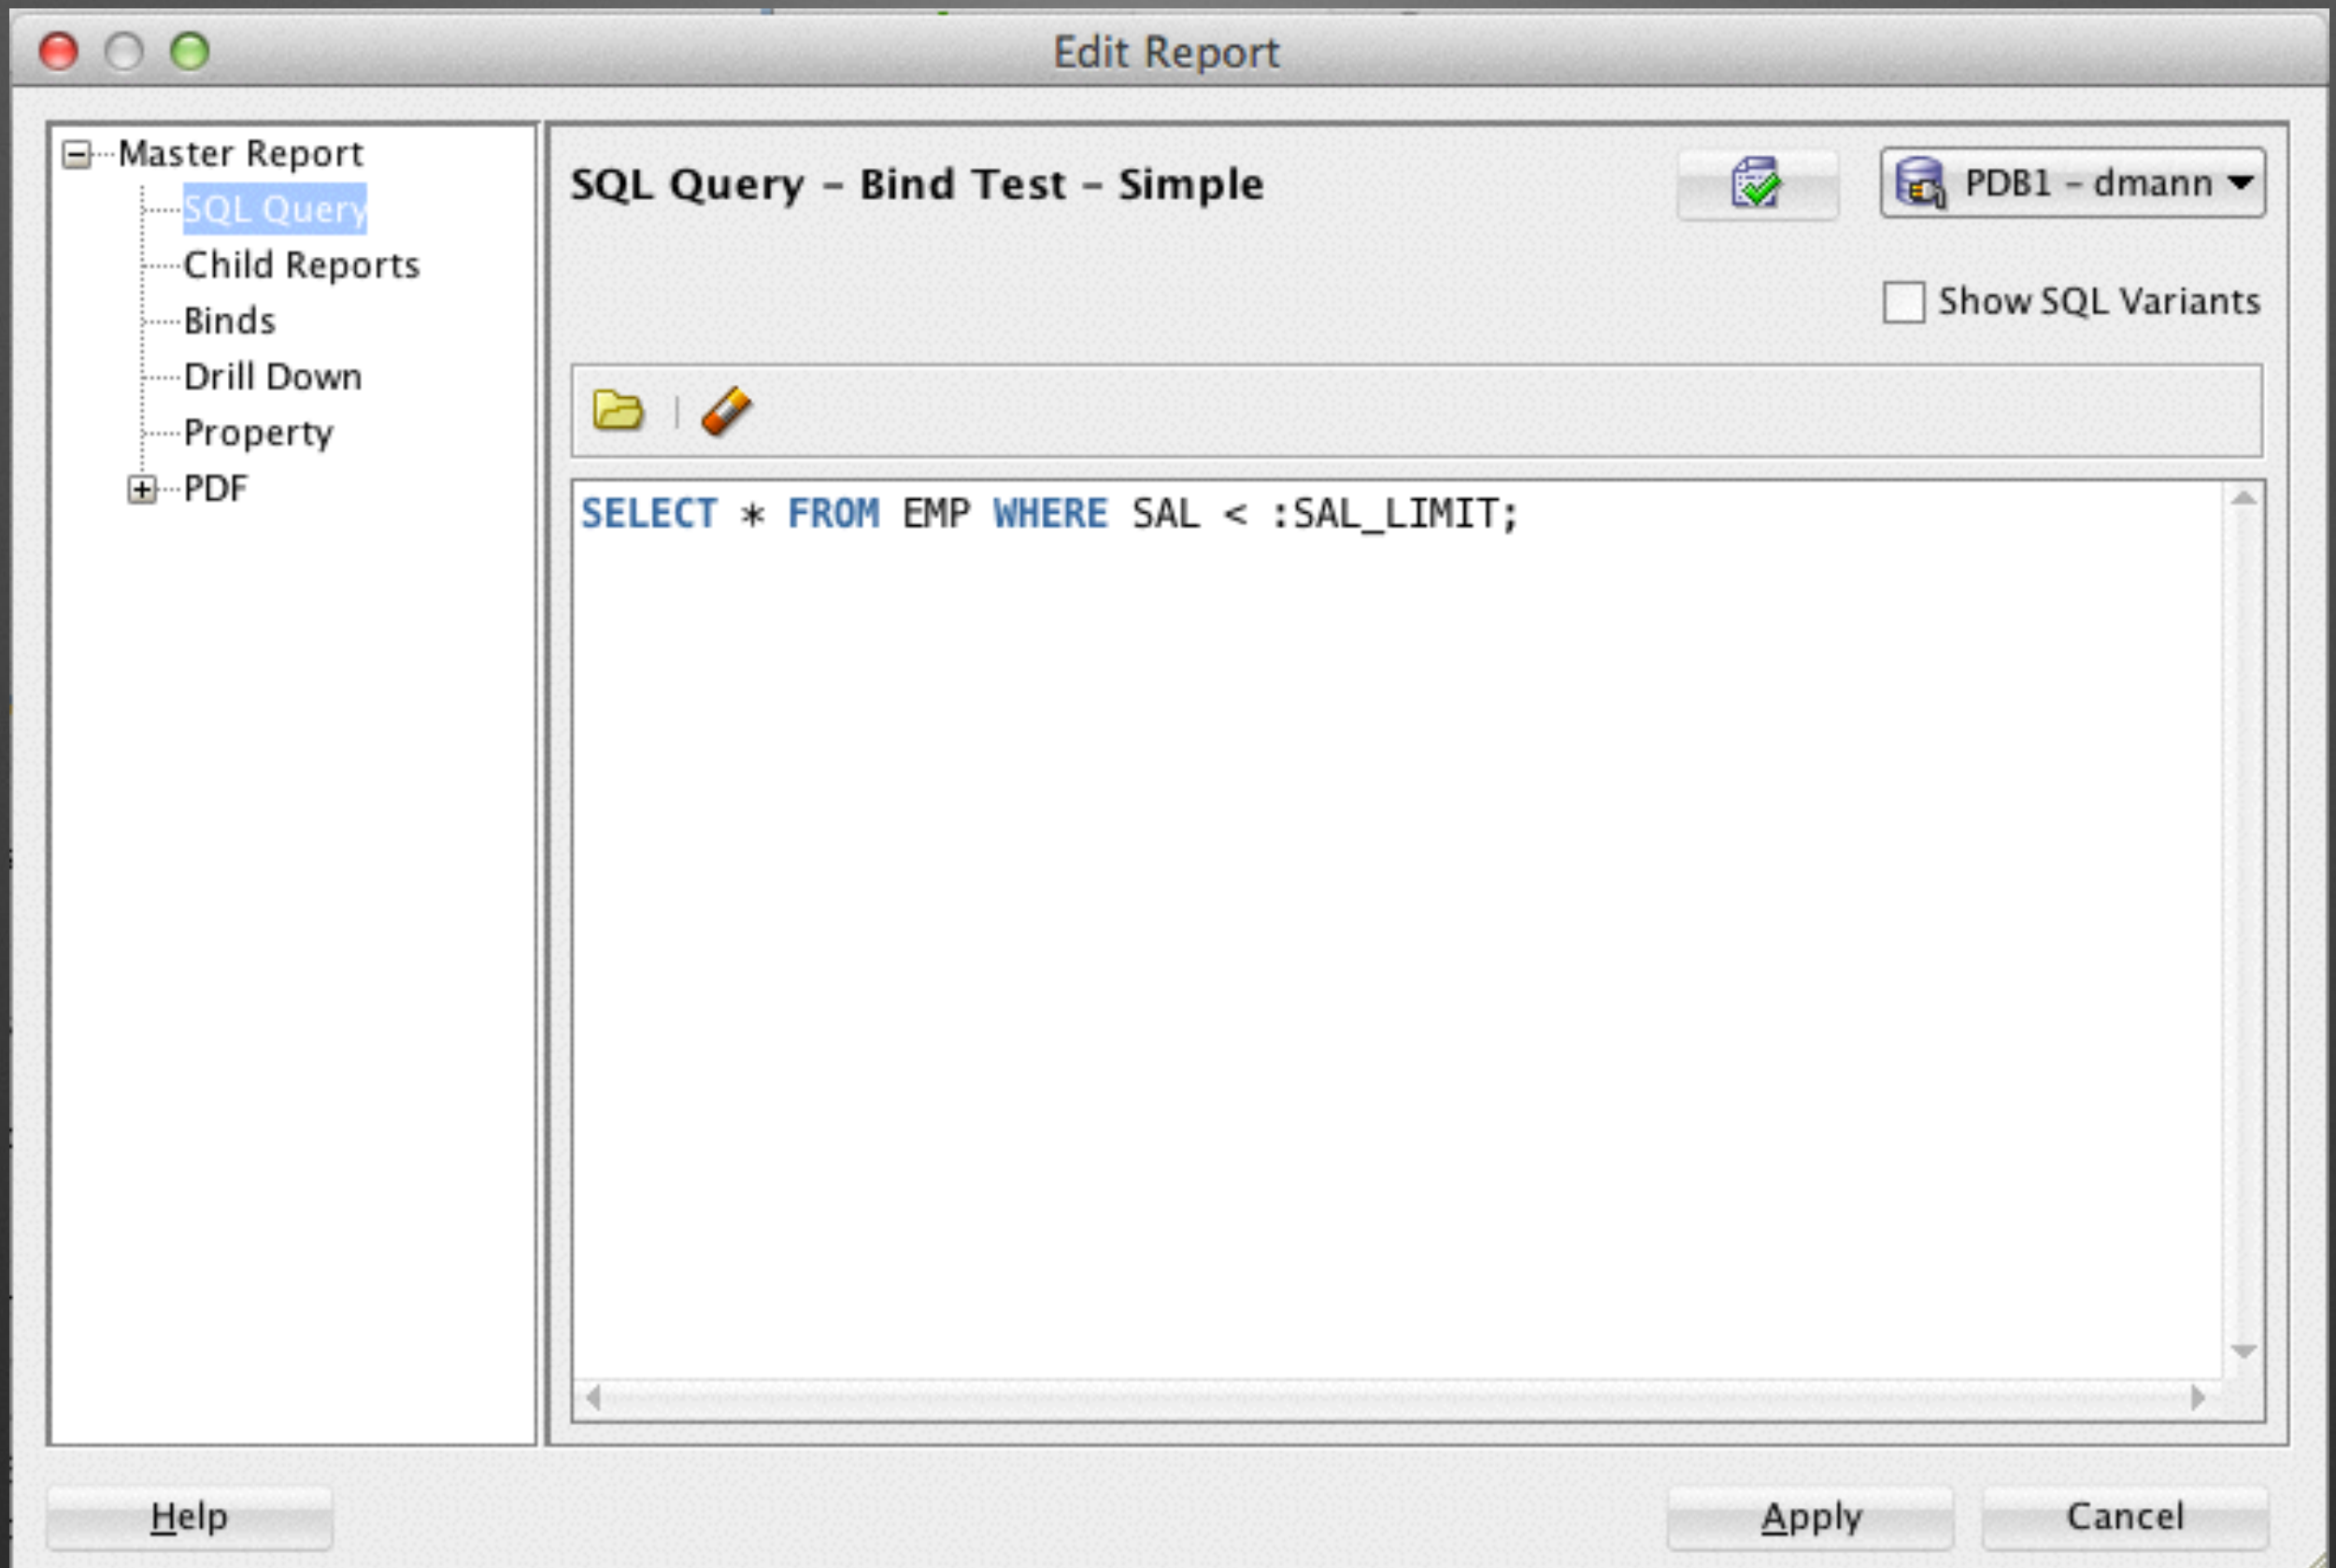 Edit Report
Master Report
SQL Query
Child Reports
Binds
Drill Down
Property
PDF
SQL Query – Bind Test – Simple
PDB1 – dmann
Show SQL Variants
SELECT * FROM EMP WHERE SAL < :SAL_LIMIT;
Help
Apply
Cancel